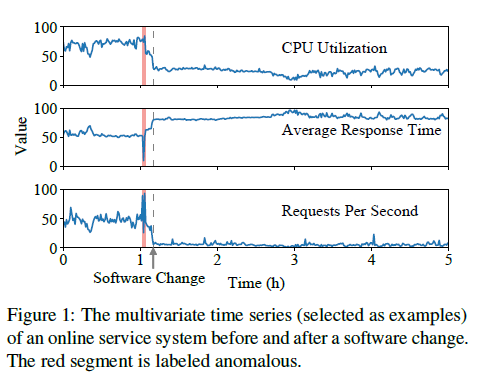 100
50
0
CPU Utilization
100
50
0
Average Response Time
Value
100
50
0
Requests Per Second
0 1 2 3 4 5
Software Change Time (h)
Figure 1: The multivariate time series (selected as examples)
of an online service system before and after a software change.
The red segment is labeled anomalous.